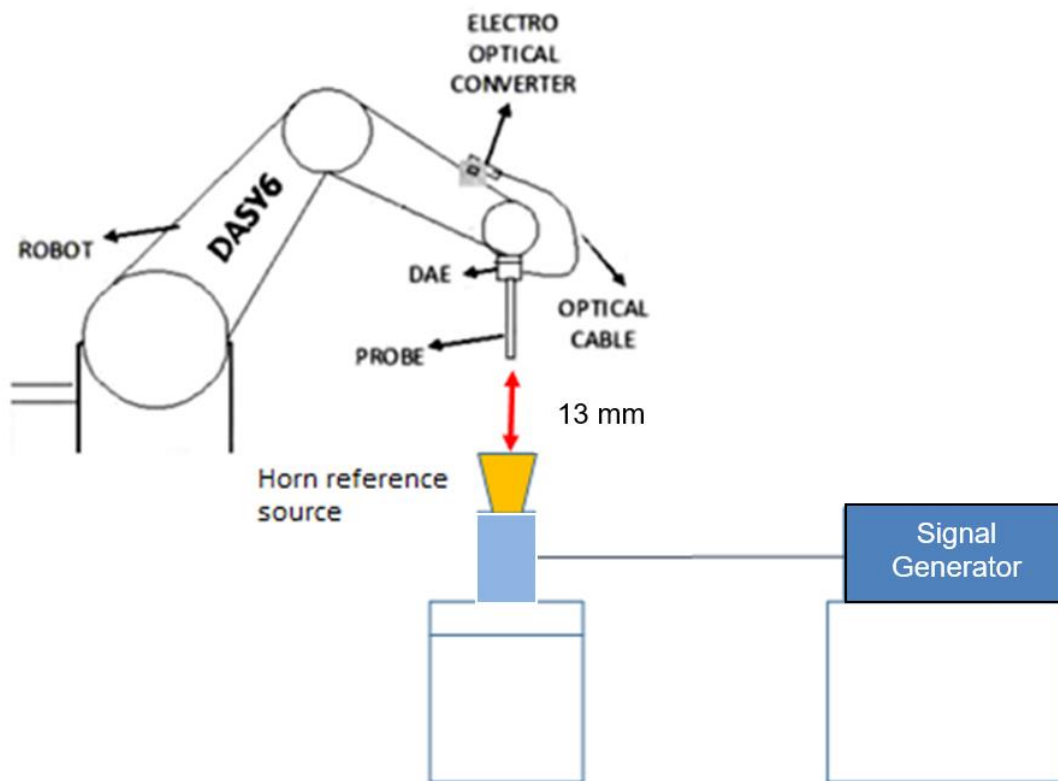 ELECTRO
OPTICAL
CONVERTER
DASY6
ROBOT
DAE
OPTICAL
CABLE
PROBE
13 mm
Horn reference
source
Signal
Generator